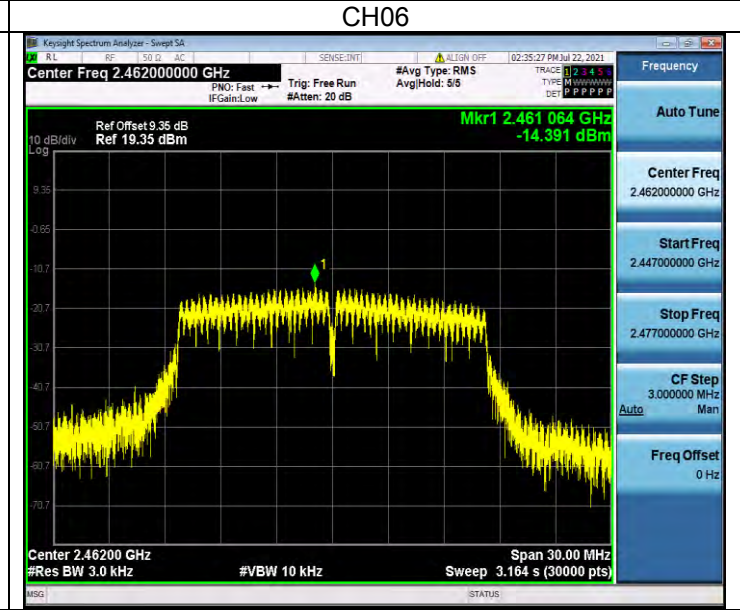 CH06
Keysight Spectrum Analyzer - Swept SA
RL RF 50 Ω AC SENSE:INT ALIGN OFF 02:35:27 PM Jul 22, 2021
Center Freq 2.462000000 GHz
PNO: Fast
IFGain:Low
Trig: Free Run
#Atten: 20 dB
#Avg Type: RMS
Avg|Hold: 5/5
TRACE 1 2 3 4 5 6
TYPE M W W W W W
DET P P P P P P
Frequency
Ref Offset 9.35 dB
10 dB/div Ref 19.35 dBm
Log
Mkr1 2.461 064 GHz
-14.391 dBm
9.35
-0.65
-10.7
-20.7
-30.7
-40.7
-50.7
-60.7
-70.7
1
Center 2.46200 GHz
Span 30.00 MHz
#Res BW 3.0 kHz
#VBW 10 kHz
Sweep 3.164 s (30000 pts)
Auto Tune
Center Freq
2.462000000 GHz
Start Freq
2.447000000 GHz
Stop Freq
2.477000000 GHz
CF Step
3.000000 MHz
Auto Man
Freq Offset
0 Hz
MSG
STATUS